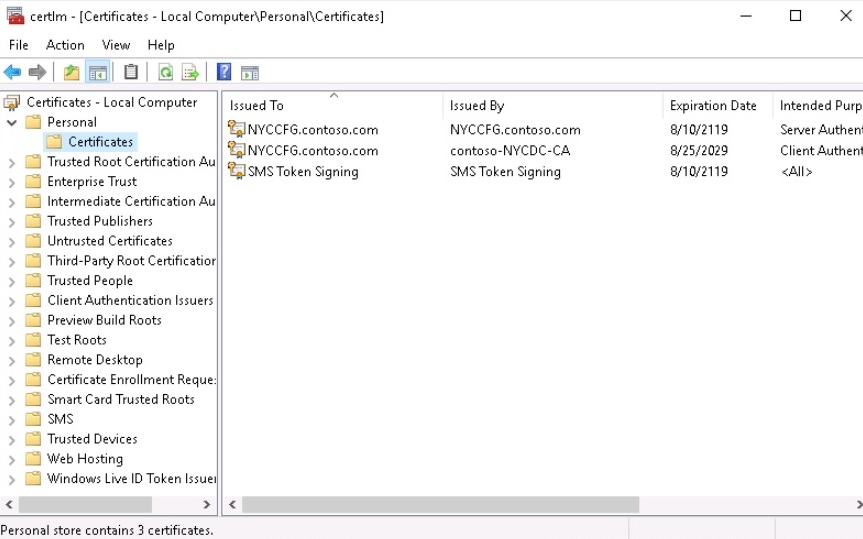 certlm - [Certificates - Local Computer\Personal\Certificates]
File Action View Help
Certificates - Local Computer
Personal
Certificates
Trusted Root Certification Au
Enterprise Trust
Intermediate Certification Au
Trusted Publishers
Untrusted Certificates
Third-Party Root Certification
Trusted People
Client Authentication Issuers
Preview Build Roots
Test Roots
Remote Desktop
Certificate Enrollment Reque
Smart Card Trusted Roots
SMS
Trusted Devices
Web Hosting
Windows Live ID Token Issuer
Issued To Issued By Expiration Date Intended Purp
NYCCFG.contoso.com NYCCFG.contoso.com 8/10/2119 Server Authent
NYCCFG.contoso.com contoso-NYCDC-CA 8/25/2029 Client Authent
SMS Token Signing SMS Token Signing 8/10/2119 <All>
Personal store contains 3 certificates.